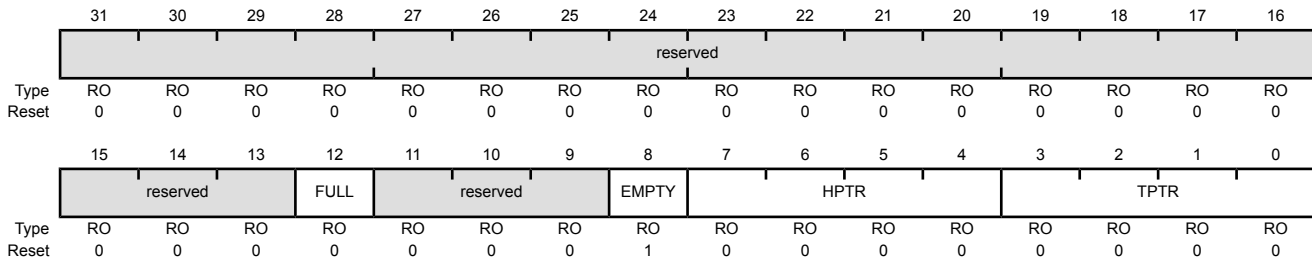 31 30 29 28 27 26 25 24 23 22 21 20 19 18 17 16
reserved
Type RO RO RO RO RO RO RO RO RO RO RO RO RO RO RO RO
Reset 0 0 0 0 0 0 0 0 0 0 0 0 0 0 0 0
15 14 13 12 11 10 9 8 7 6 5 4 3 2 1 0
reserved FULL reserved EMPTY HPTR TPTR
Type RO RO RO RO RO RO RO RO RO RO RO RO RO RO RO RO
Reset 0 0 0 0 0 0 0 1 0 0 0 0 0 0 0 0